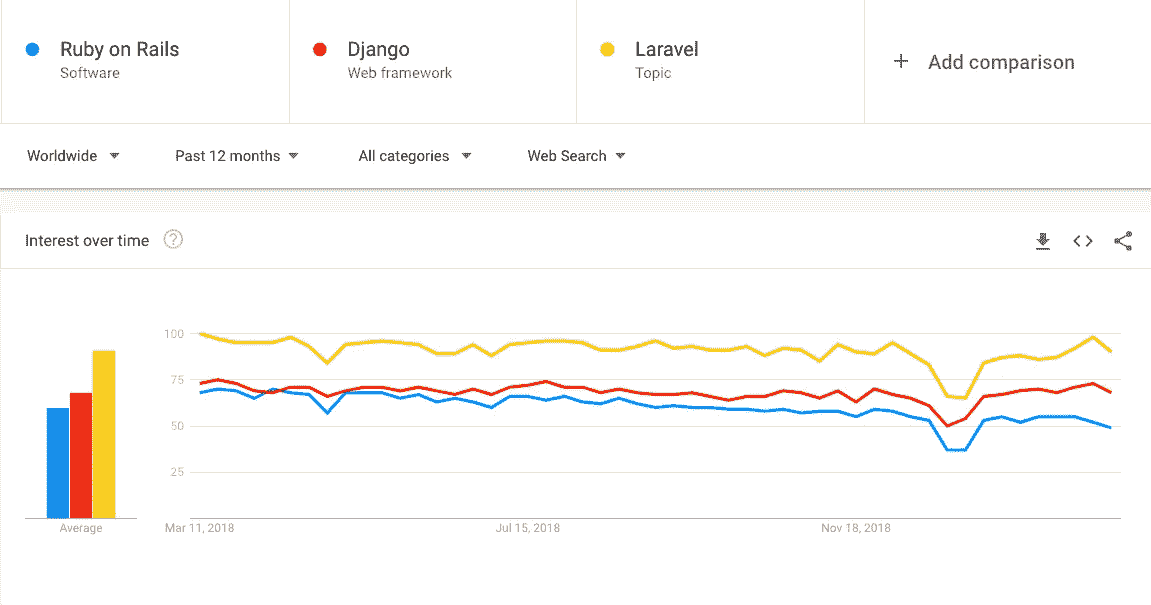 Ruby on Rails
Software
Django
Web framework
Laravel
Topic
+ Add comparison
Worldwide
Past 12 months
All categories
Web Search
Interest over time ?
100
75
50
25
Average
Mar 11, 2018
Jul 15, 2018
Nov 18, 2018